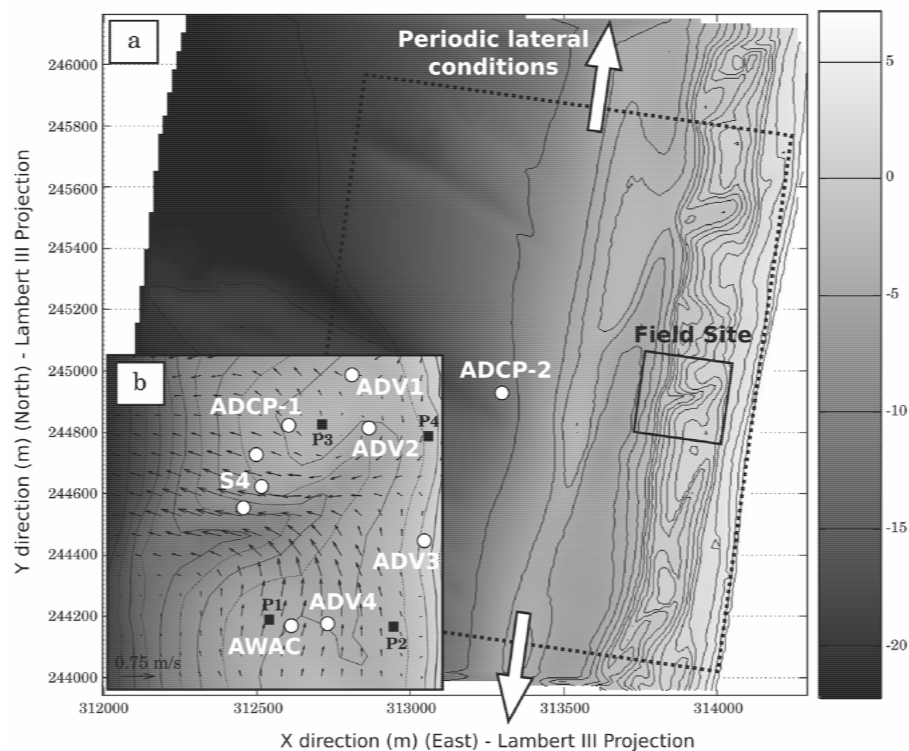 a
Periodic lateral
conditions
246000
245800
245600
245400
245200
245000
244800
244600
244400
244200
244000
Y direction (m) (North) - Lambert III Projection
Field Site
ADCP-2
b
ADV1
ADCP-1
P3
P4
ADV2
S4
ADV3
P1
ADV4
P2
AWAC
0.75 m/s
312000
312500
313000
313500
314000
X direction (m) (East) - Lambert III Projection
5
0
-5
-10
-15
-20